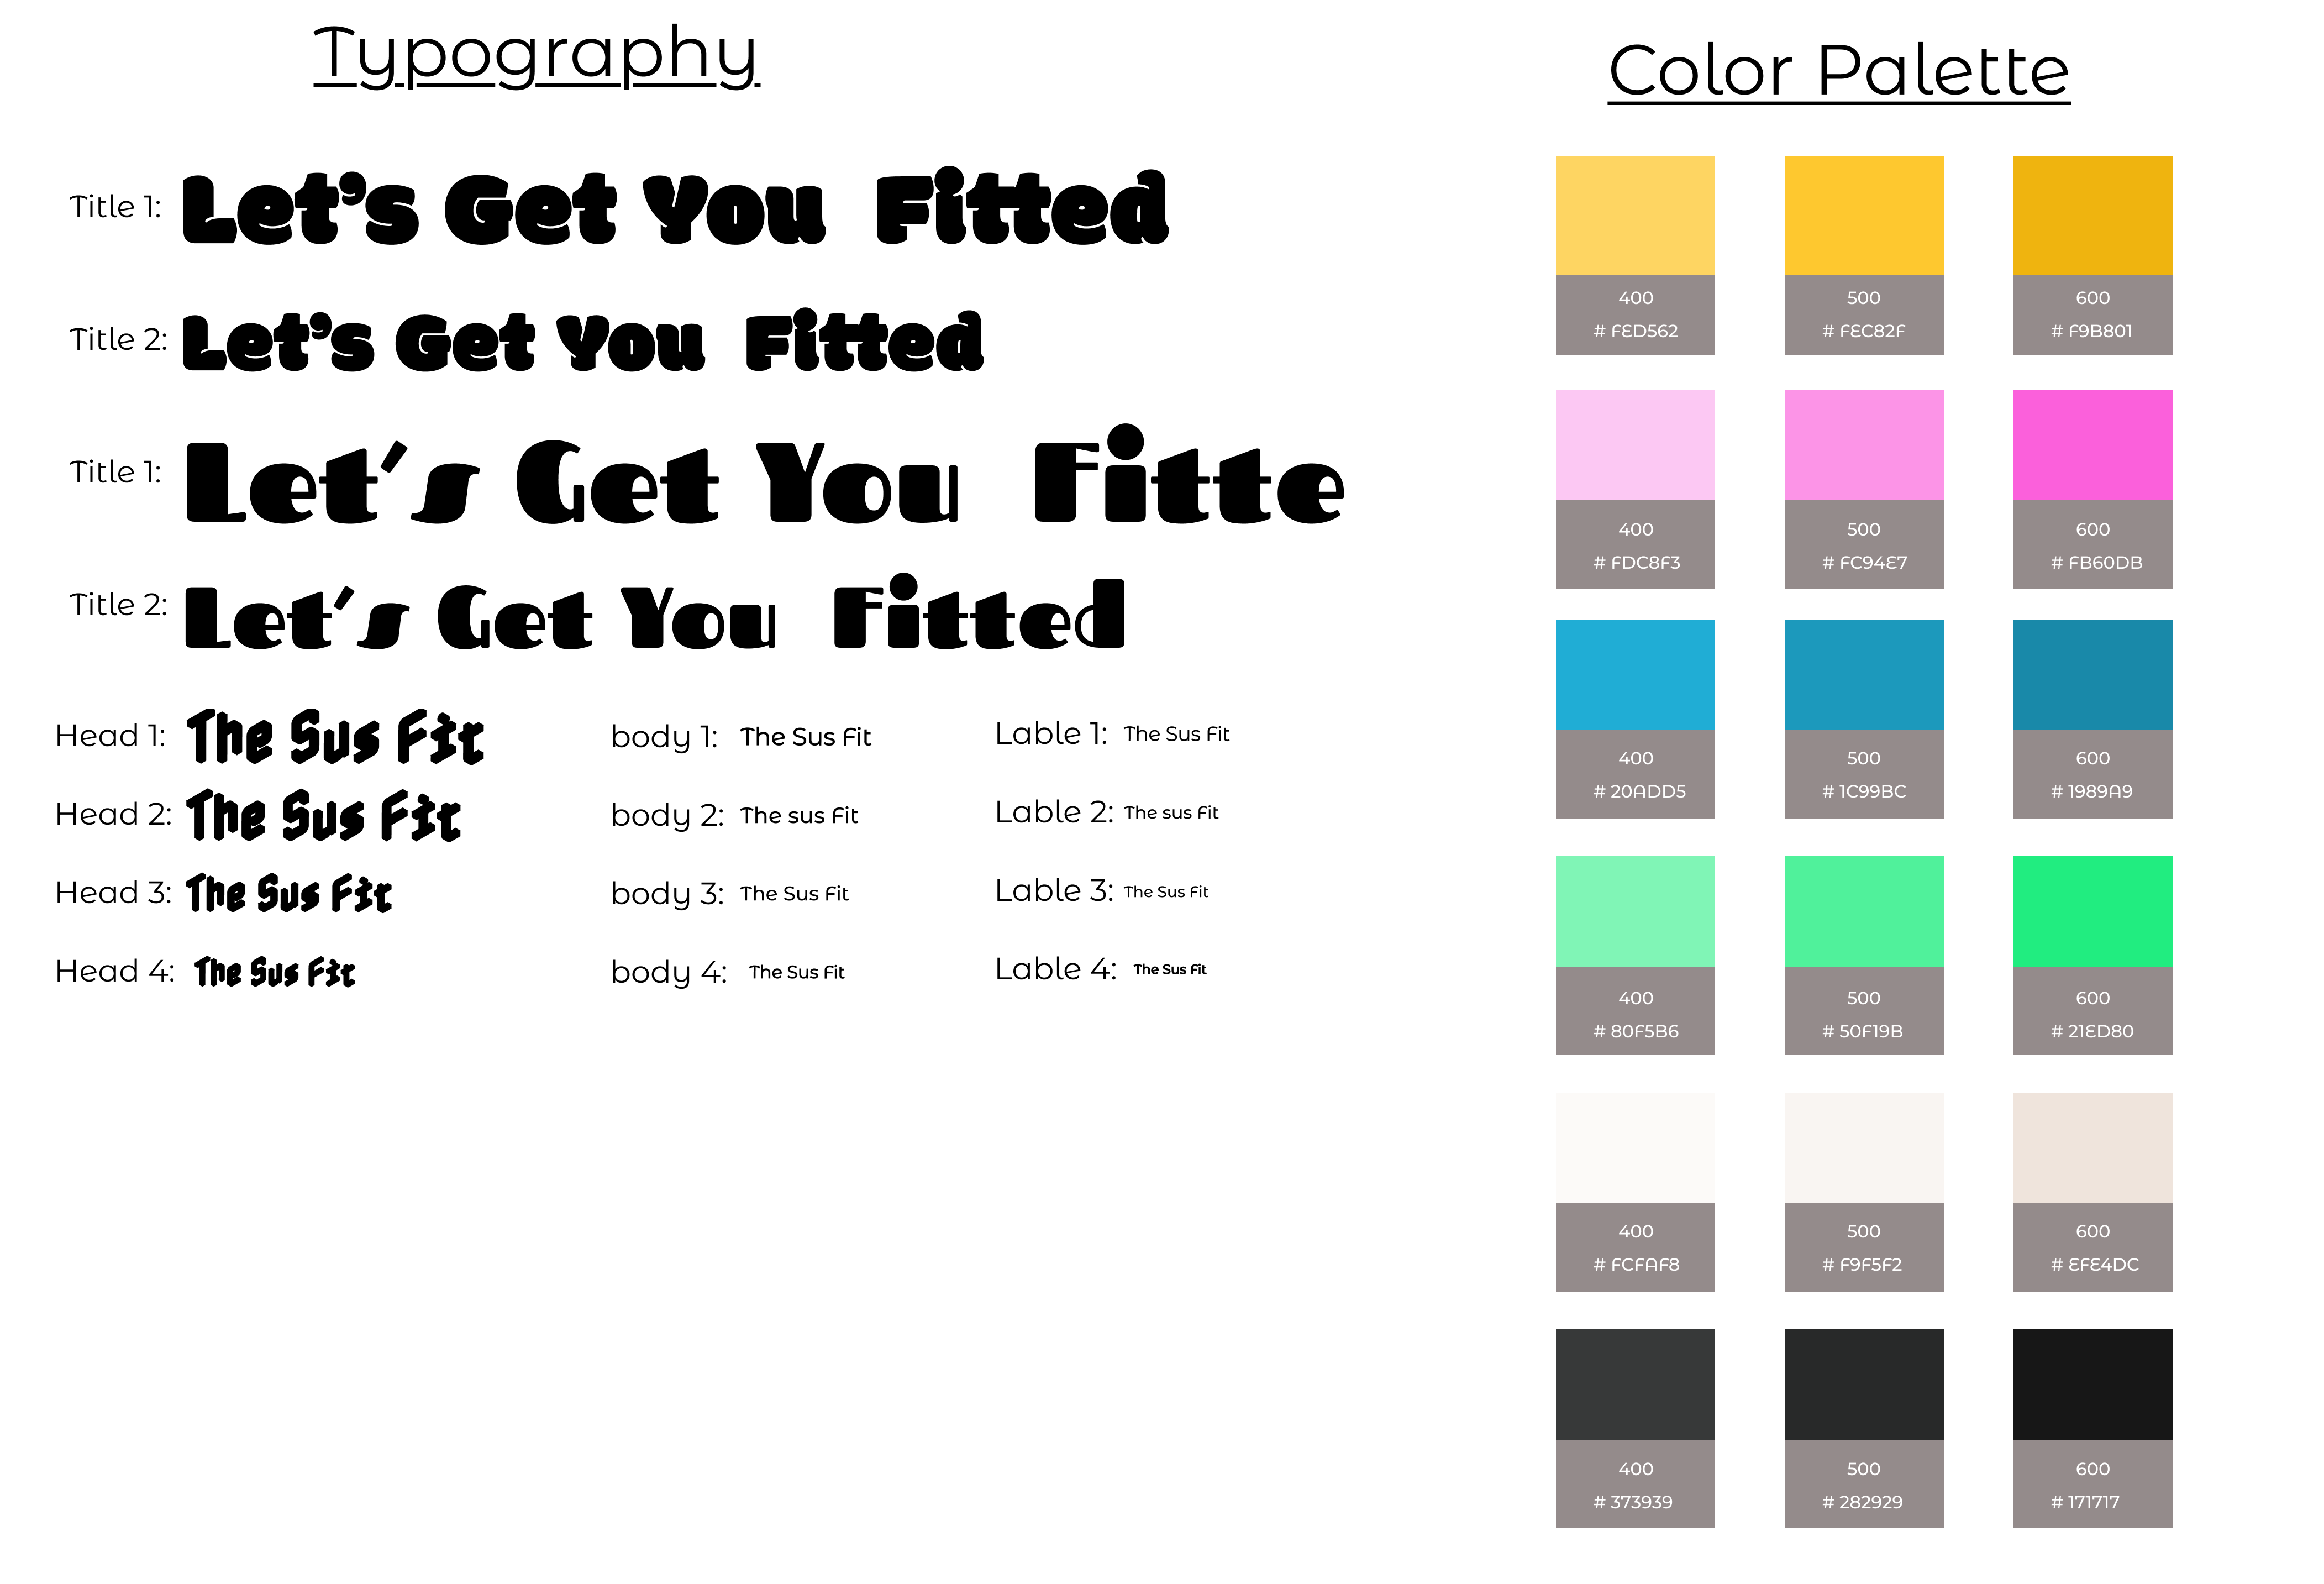 Typography
Title 1: Let's Get You Fitted
Title 2: Let's Get You Fitted
Title 1: Let's Get You Fitte
Title 2: Let's Get You Fitted
Head 1: The Sus Fit
Head 2: The Sus Fit
Head 3: The Sus Fit
Head 4: The Sus Fit
body 1: The Sus Fit
body 2: The sus Fit
body 3: The Sus Fit
body 4: The Sus Fit
Lable 1: The Sus Fit
Lable 2: The sus Fit
Lable 3: The Sus Fit
Lable 4: The Sus Fit
Color Palette
400
# FED562
500
# FEC82F
600
# F9B801
400
# FDC8F3
500
# FC94E7
600
# FB60DB
400
# 20ADD5
500
# 1C99BC
600
# 1989A9
400
# 80F5B6
500
# 50F19B
600
# 21ED80
400
# FCFAF8
500
# F9F5F2
600
# EFE4DC
400
# 373939
500
# 282929
600
# 171717